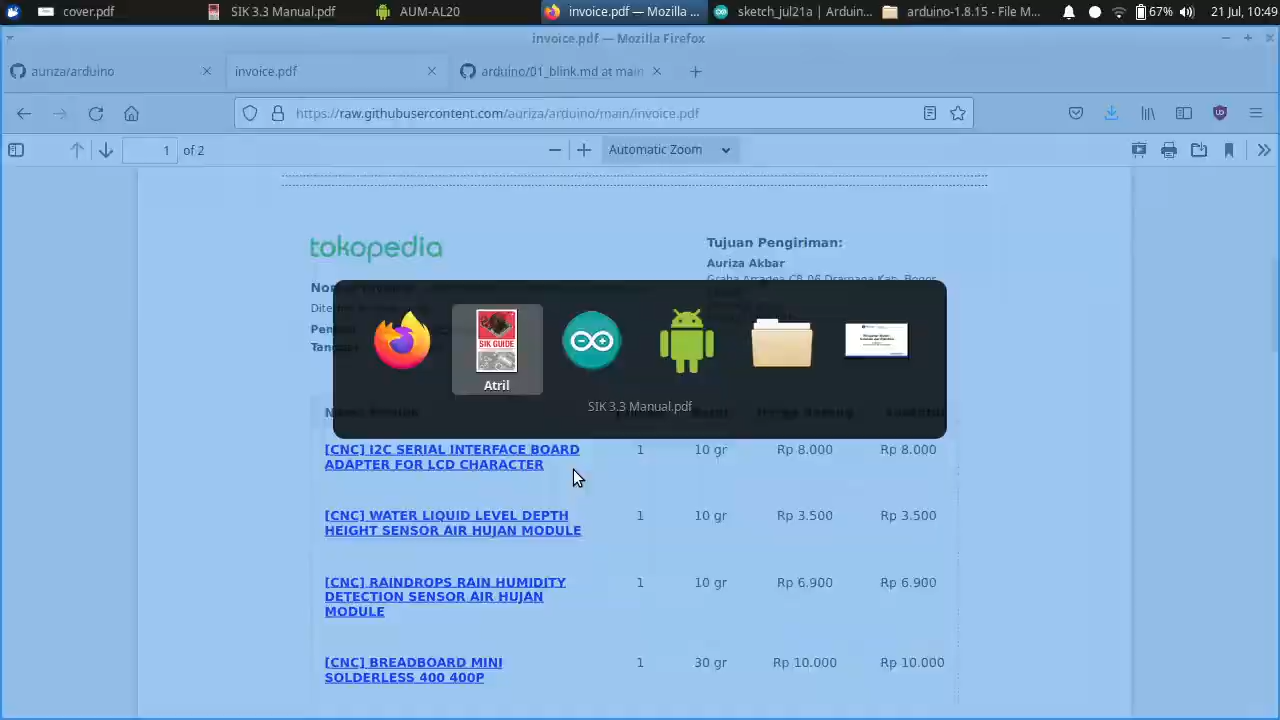 cover.pdf
SIK 3.3 Manual.pdf
AUM-AL20
invoice.pdf — Mozilla ...
sketch_jul21a | Arduin...
arduino-1.8.15 - File M...
67%
21 Jul, 10:49
invoice.pdf — Mozilla Firefox
auriza/arduino
invoice.pdf
arduino/01_blink.md at main
https://raw.githubusercontent.com/auriza/arduino/main/invoice.pdf
1 of 2
Automatic Zoom
tokopedia
Tujuan Pengiriman:
Auriza Akbar
SIK GUIDE
Atril
SIK 3.3 Manual.pdf
[CNC] I2C SERIAL INTERFACE BOARD ADAPTER FOR LCD CHARACTER 1 10 gr Rp 8.000 Rp 8.000
[CNC] WATER LIQUID LEVEL DEPTH HEIGHT SENSOR AIR HUJAN MODULE 1 10 gr Rp 3.500 Rp 3.500
[CNC] RAINDROPS RAIN HUMIDITY DETECTION SENSOR AIR HUJAN MODULE 1 10 gr Rp 6.900 Rp 6.900
[CNC] BREADBOARD MINI SOLDERLESS 400 400P 1 30 gr Rp 10.000 Rp 10.000